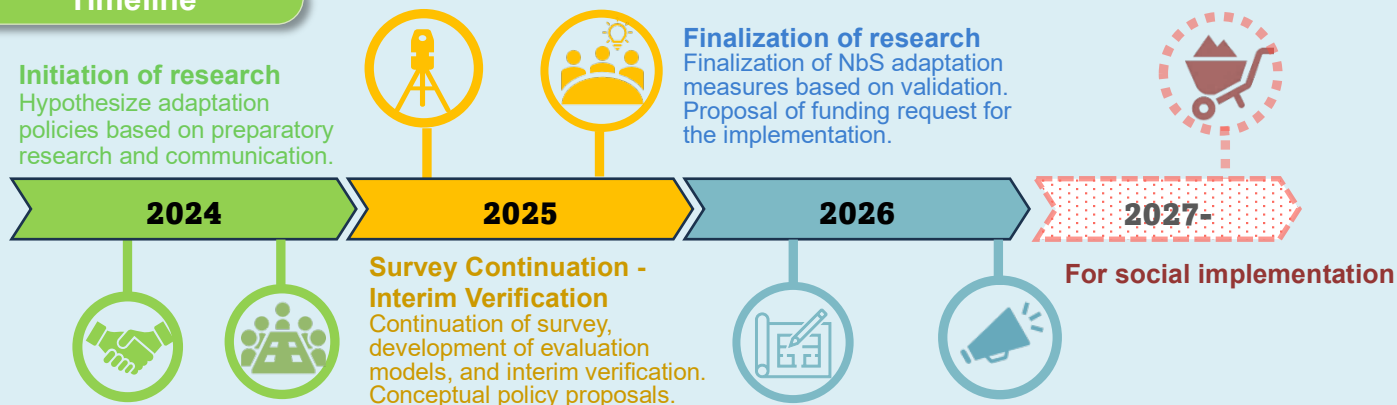 Timeline
Initiation of research
Hypothesize adaptation
policies based on preparatory
research and communication.
Finalization of research
Finalization of NbS adaptation
measures based on validation.
Proposal of funding request for
the implementation.
2024
2025
2026
2027-
Survey Continuation -
Interim Verification
Continuation of survey,
development of evaluation
models, and interim verification.
Conceptual policy proposals.
For social implementation